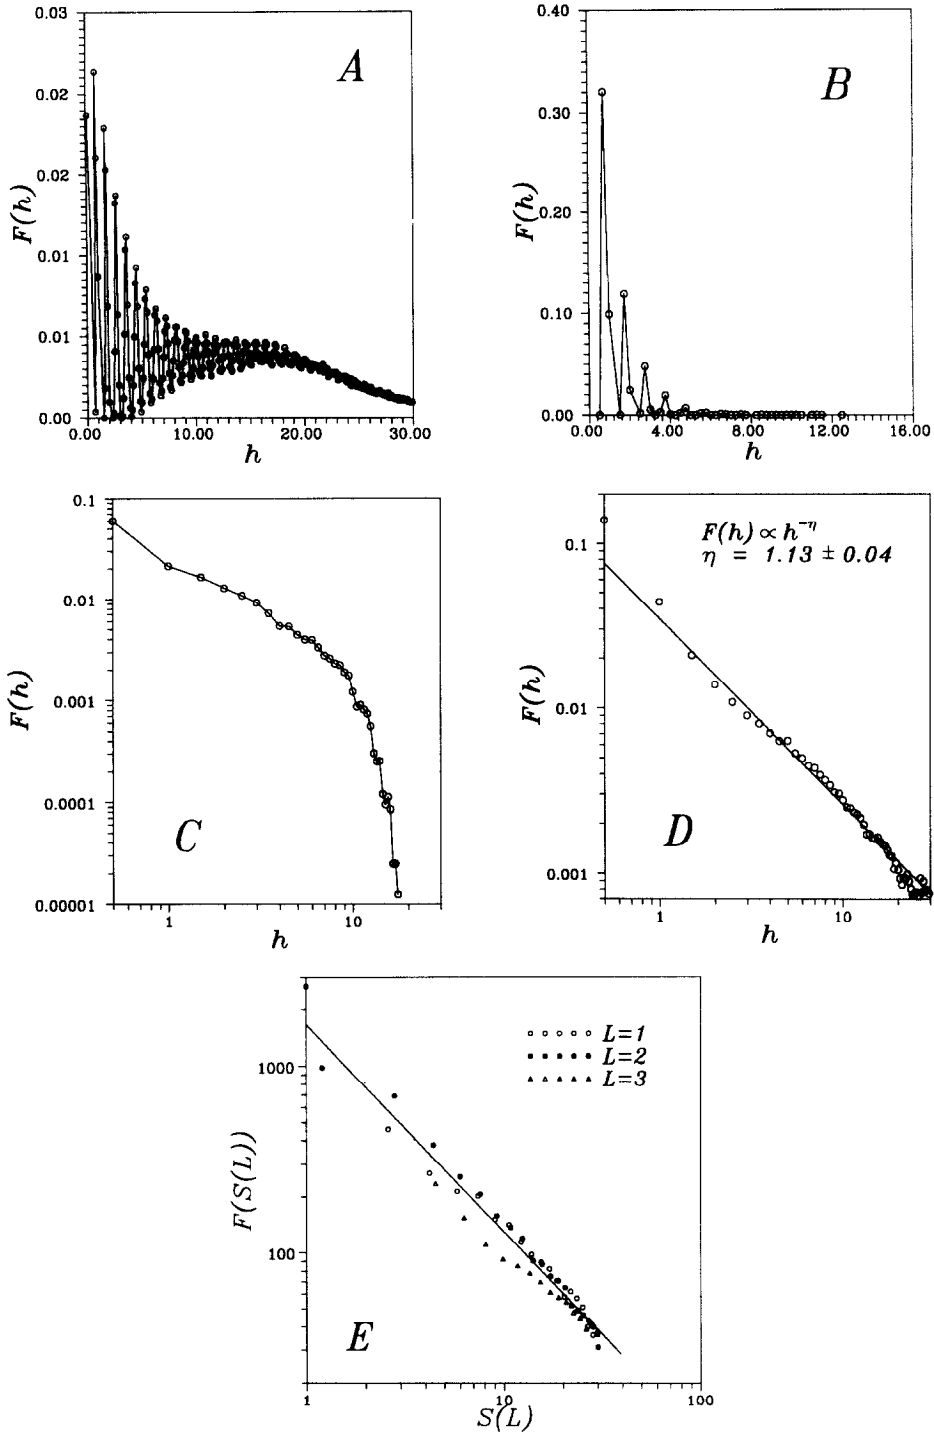 0.03
0.02
0.02
0.01
0.01
0.00
F(h)
A
0.00 10.00 20.00 30.00
h
0.40
0.30
0.20
0.10
0.00
F(h)
B
0.00 4.00 8.00 12.00 16.00
h
0.1
0.01
0.001
0.0001
0.00001
F(h)
C
1 10
h
0.1
0.01
0.001
F(h)
F(h) ∝ h^-η
η = 1.13 ± 0.04
D
1 10
h
1000
100
F(S(L))
L=1
L=2
L=3
E
1 10 100
S(L)